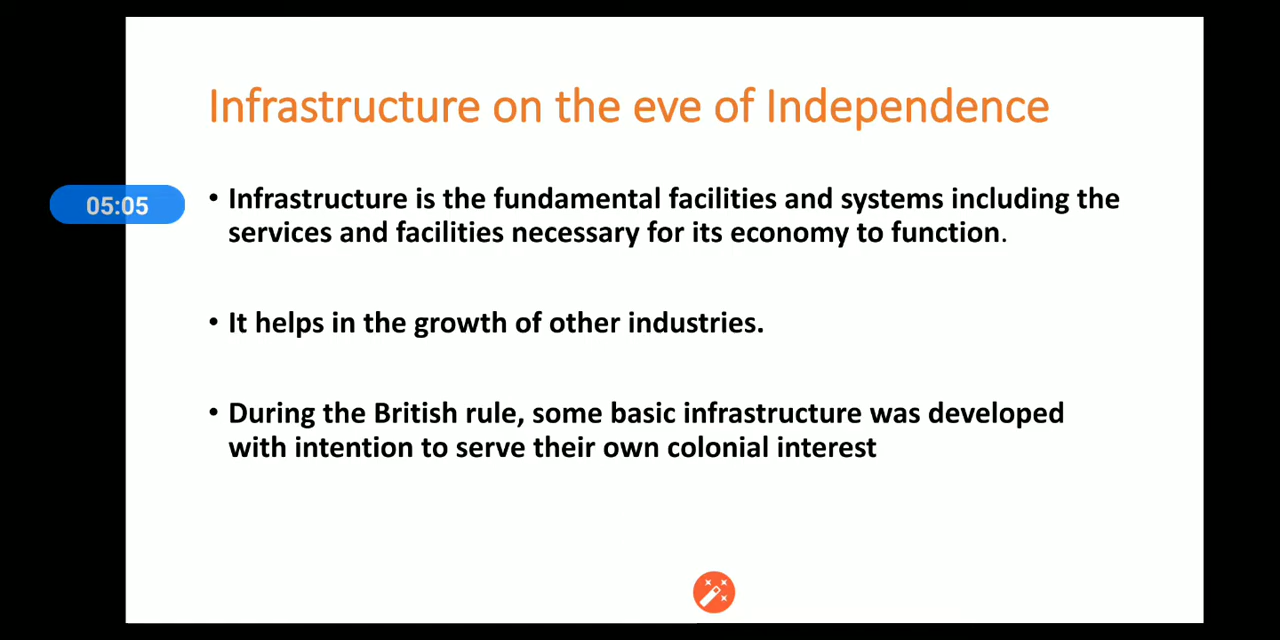 Infrastructure on the eve of Independence
05:05
• Infrastructure is the fundamental facilities and systems including the
services and facilities necessary for its economy to function.
• It helps in the growth of other industries.
• During the British rule, some basic infrastructure was developed
with intention to serve their own colonial interest